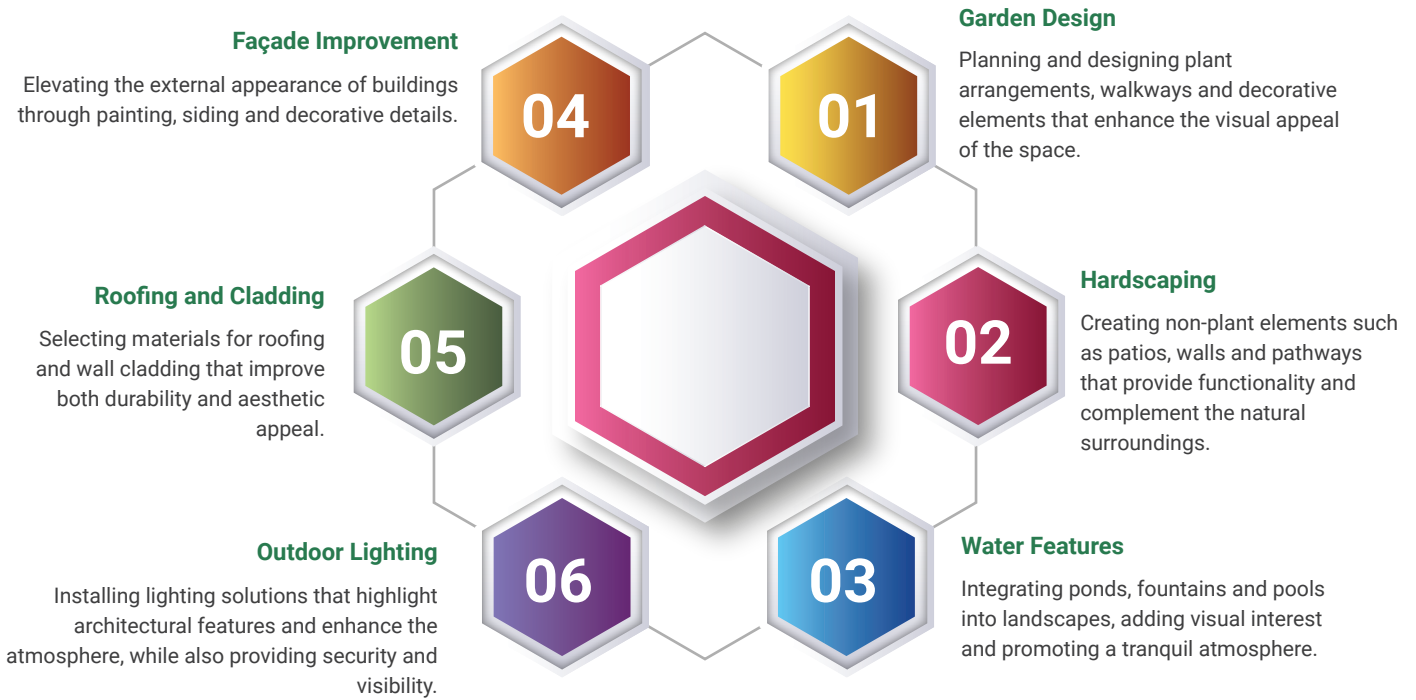 Garden Design
Planning and designing plant
arrangements, walkways and decorative
elements that enhance the visual appeal
of the space.
01
Hardscaping
Creating non-plant elements such
as patios, walls and pathways
that provide functionality and
complement the natural
surroundings.
02
Water Features
Integrating ponds, fountains and pools
into landscapes, adding visual interest
and promoting a tranquil atmosphere.
03
Façade Improvement
Elevating the external appearance of buildings
through painting, siding and decorative details.
04
Roofing and Cladding
Selecting materials for roofing
and wall cladding that improve
both durability and aesthetic
appeal.
05
Outdoor Lighting
Installing lighting solutions that highlight
architectural features and enhance the
atmosphere, while also providing security and
visibility.
06